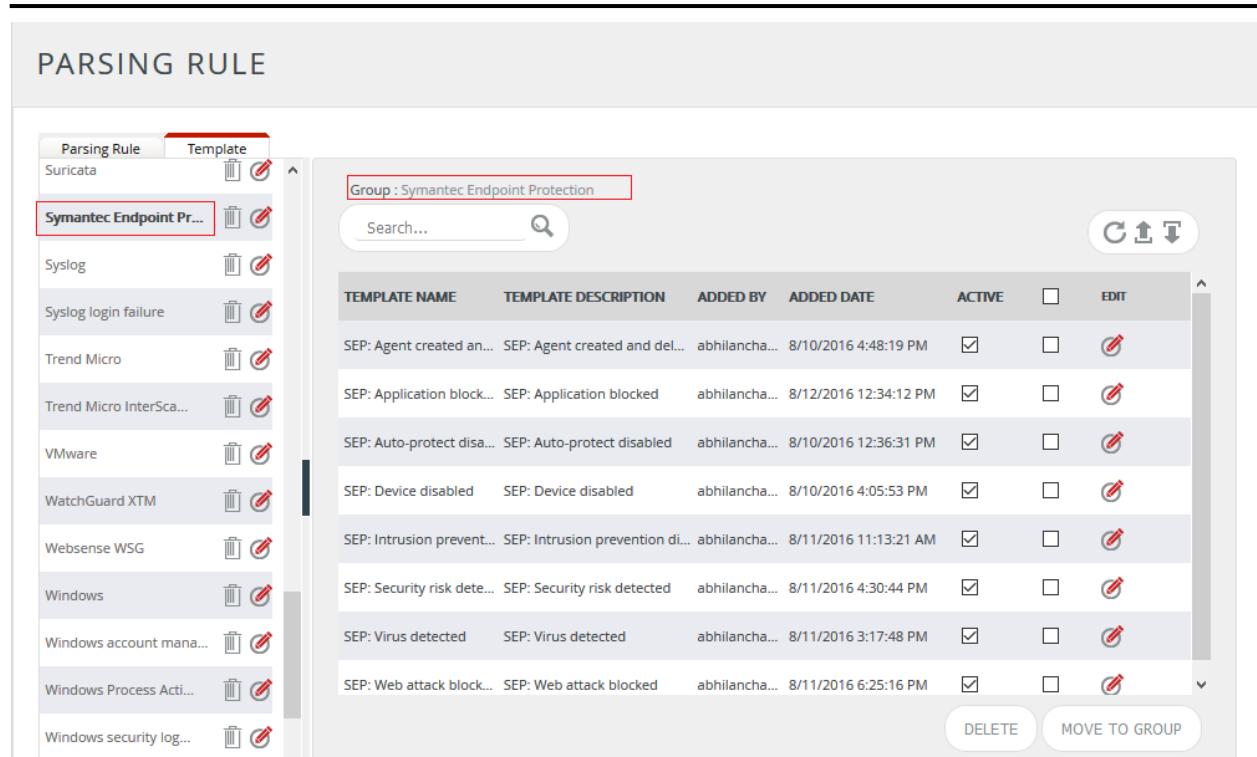 PARSING RULE
Parsing Rule Template
Suricata
Symantec Endpoint Pr...
Syslog
Syslog login failure
Trend Micro
Trend Micro InterSca...
VMware
WatchGuard XTM
Websense WSG
Windows
Windows account mana...
Windows Process Acti...
Windows security log...
Group : Symantec Endpoint Protection
Search...
TEMPLATE NAME TEMPLATE DESCRIPTION ADDED BY ADDED DATE ACTIVE EDIT
SEP: Agent created an... SEP: Agent created and del... abhilancha... 8/10/2016 4:48:19 PM
SEP: Application block... SEP: Application blocked abhilancha... 8/12/2016 12:34:12 PM
SEP: Auto-protect disa... SEP: Auto-protect disabled abhilancha... 8/10/2016 12:36:31 PM
SEP: Device disabled SEP: Device disabled abhilancha... 8/10/2016 4:05:53 PM
SEP: Intrusion prevent... SEP: Intrusion prevention di... abhilancha... 8/11/2016 11:13:21 AM
SEP: Security risk dete... SEP: Security risk detected abhilancha... 8/11/2016 4:30:44 PM
SEP: Virus detected SEP: Virus detected abhilancha... 8/11/2016 3:17:48 PM
SEP: Web attack block... SEP: Web attack blocked abhilancha... 8/11/2016 6:25:16 PM
DELETE MOVE TO GROUP